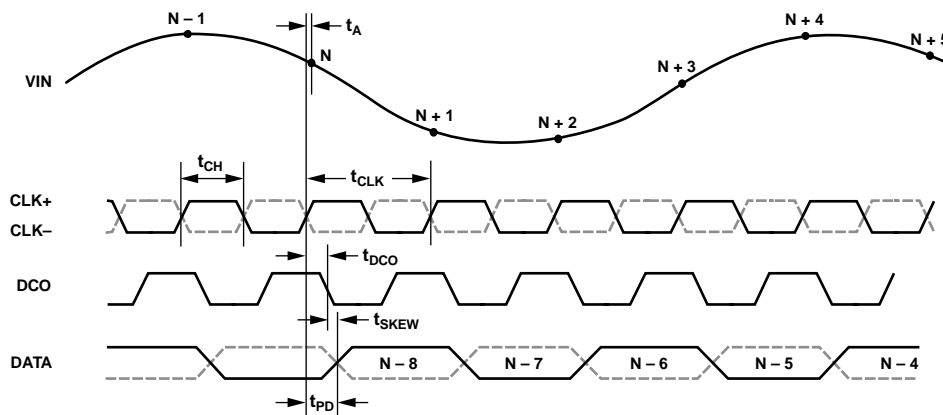 N – 1
t_A
N
N + 1
N + 2
N + 3
N + 4
N + 5
VIN
t_CH
t_CLK
CLK+
CLK–
t_DCO
DCO
t_SKEW
DATA
N – 8
N – 7
N – 6
N – 5
N – 4
t_PD